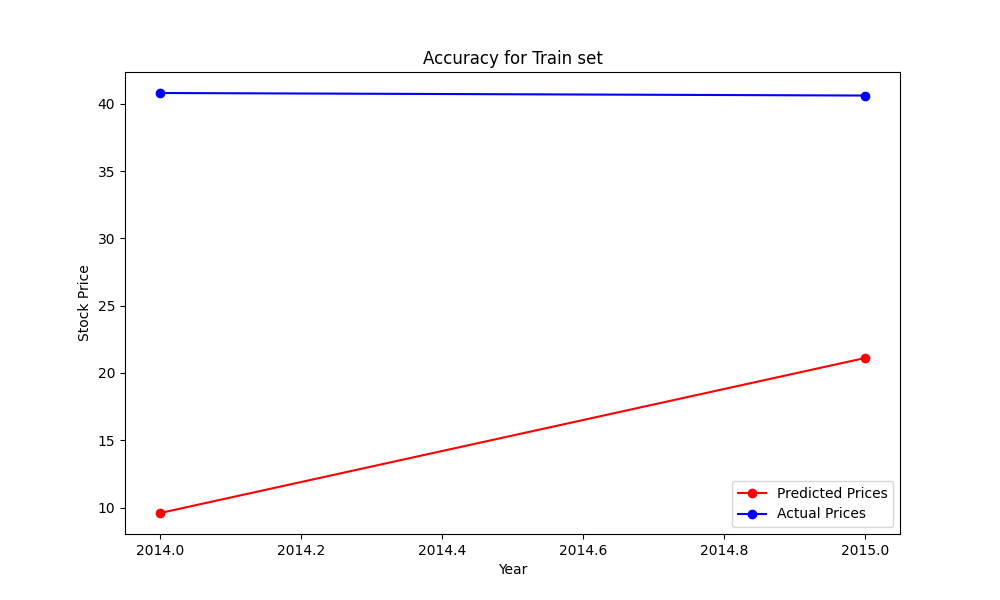 Accuracy for Train set
Stock Price
40
35
30
25
20
15
10
2014.0 2014.2 2014.4 2014.6 2014.8 2015.0
Year
Predicted Prices
Actual Prices